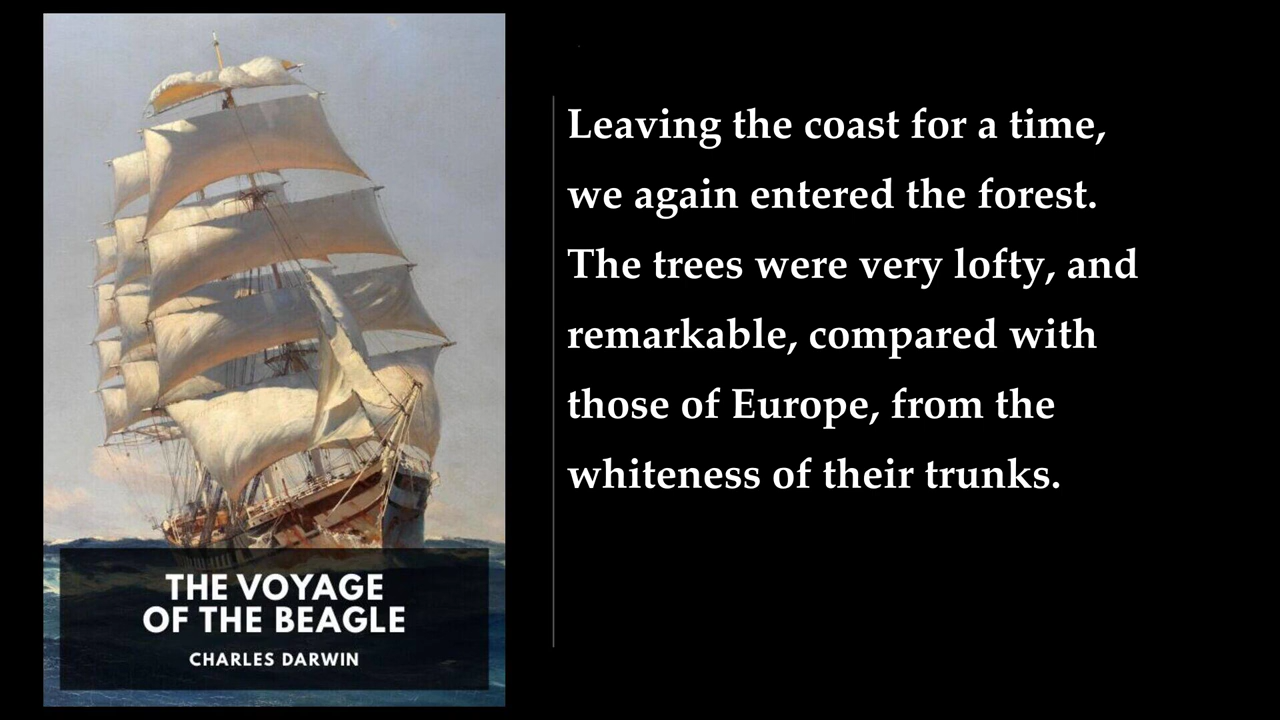 THE VOYAGE
OF THE BEAGLE
CHARLES DARWIN
Leaving the coast for a time,
we again entered the forest.
The trees were very lofty, and
remarkable, compared with
those of Europe, from the
whiteness of their trunks.